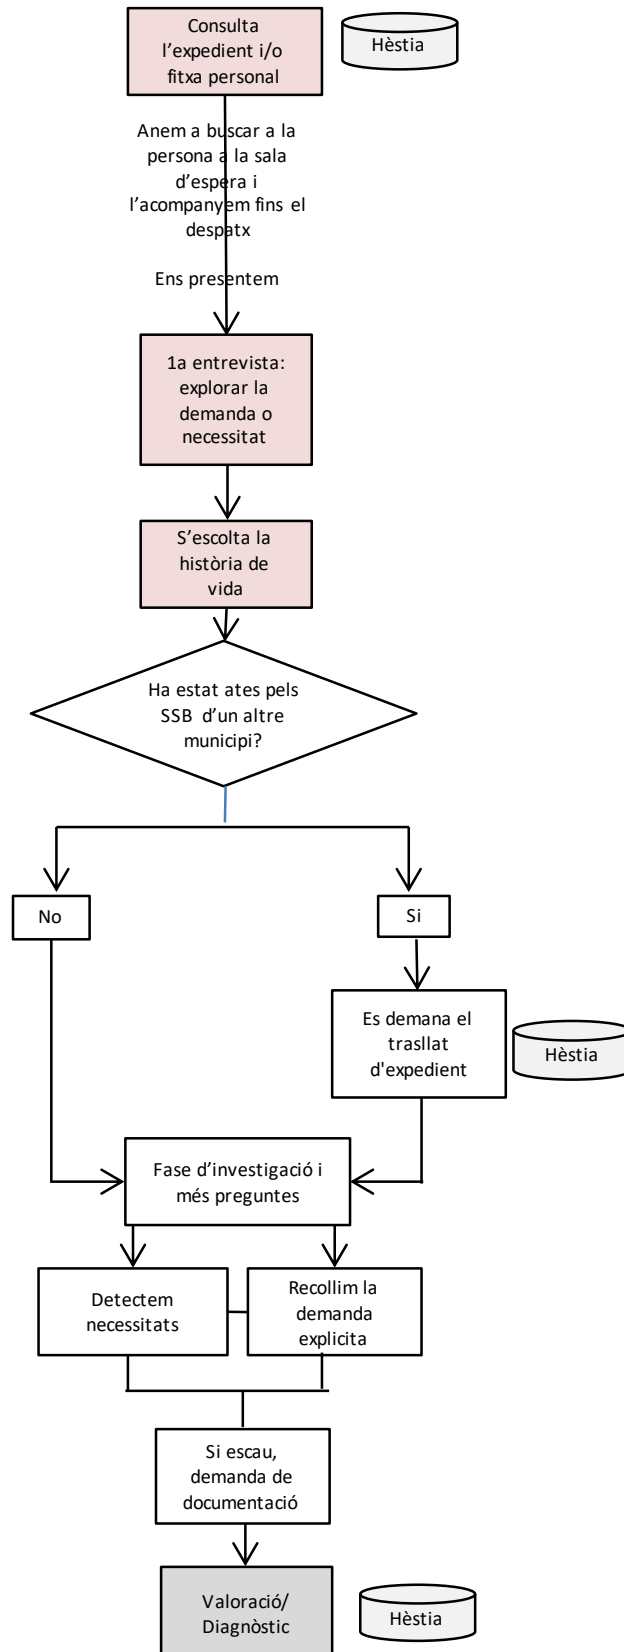 Consulta
l'expedient i/o
fitxa personal
Hèstia
Anem a buscar a la
persona a la sala
d'espera i
l'acompanyem fins el
despatx
Ens presentem
1a entrevista:
explorar la
demanda o
necessitat
S'escolta la
història de
vida
Ha estat ates pels
SSB d'un altre
municipi?
No
Si
Es demana el
trasllat
d'expedient
Hèstia
Fase d'investigació i
més preguntes
Detectem
necessitats
Recollim la
demanda
explicita
Si escau,
demanda de
documentació
Valoració/
Diagnòstic
Hèstia